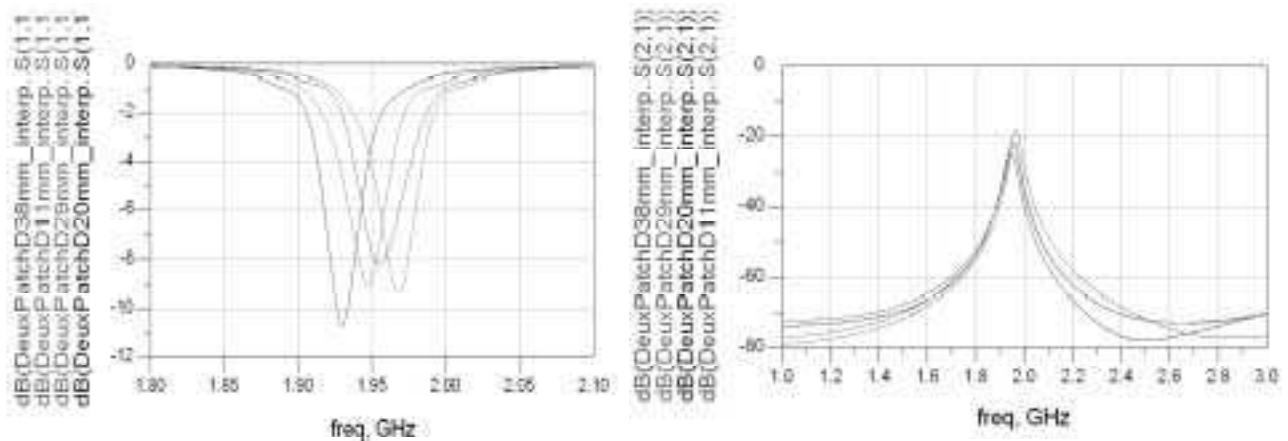 dB(DeuxPatchD38mm_interp..S(1,1
dB(DeuxPatchD11mm_interp..S(1,1
dB(DeuxPatchD29mm_interp..S(1,1
dB(DeuxPatchD20mm_interp..S(1,1
0
-2
-4
-6
-8
-10
-12
1.80 1.85 1.90 1.95 2.00 2.05 2.10
freq, GHz
dB(DeuxPatchD38mm_interp..S(2,1))
dB(DeuxPatchD29mm_interp..S(2,1))
dB(DeuxPatchD20mm_interp..S(2,1))
dB(DeuxPatchD11mm_interp..S(2,1))
0
-20
-40
-60
-80
1.0 1.2 1.4 1.6 1.8 2.0 2.2 2.4 2.6 2.8 3.0
freq, GHz